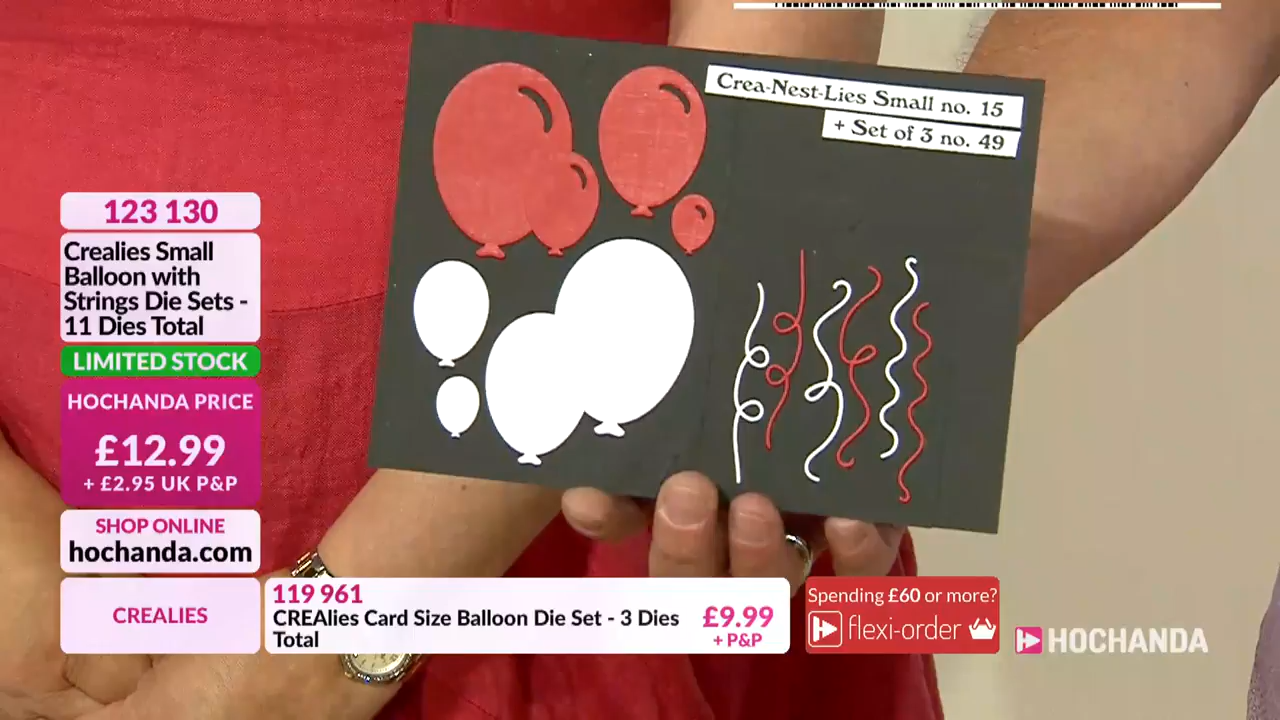 Crea-Nest-Lies Small no. 15
+ Set of 3 no. 49
123 130
Crealies Small
Balloon with
Strings Die Sets -
11 Dies Total
LIMITED STOCK
HOCHANDA PRICE
£12.99
+ £2.95 UK P&P
SHOP ONLINE
hochanda.com
CREALIES
119 961
CREAlies Card Size Balloon Die Set - 3 Dies
Total
£9.99
+ P&P
Spending £60 or more?
flexi-order
HOCHANDA